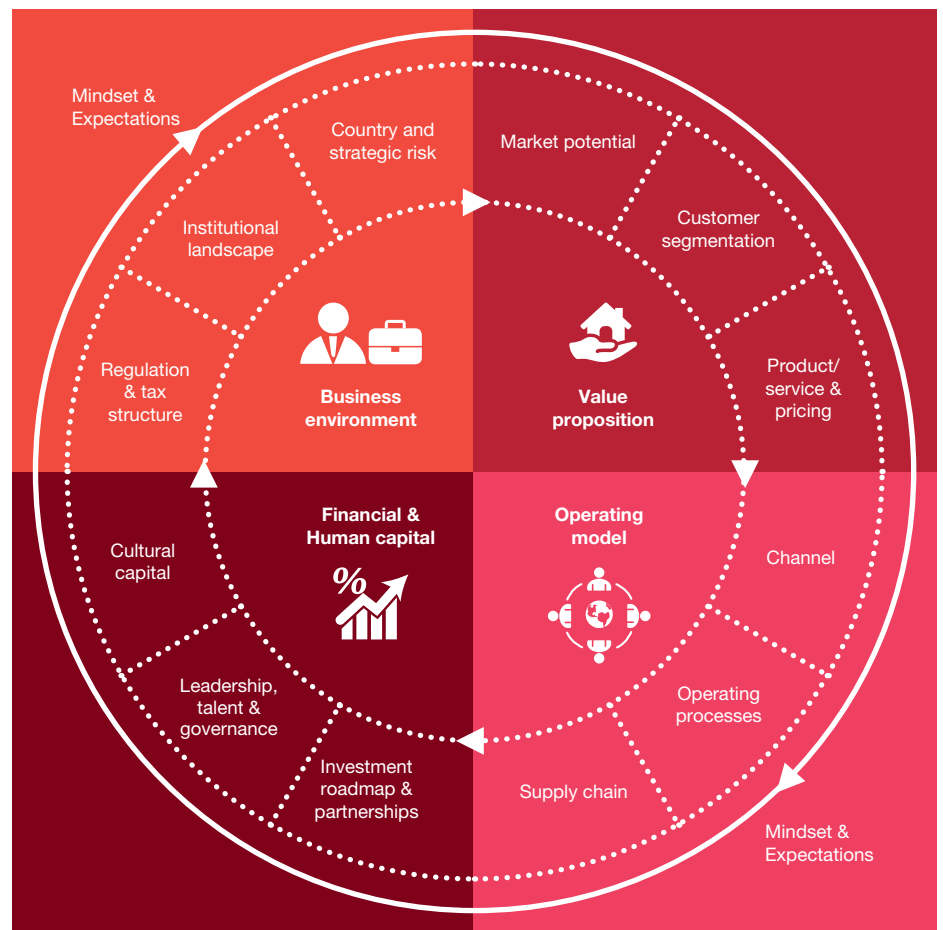 Mindset &
Expectations
Country and
strategic risk
Market potential
Institutional
landscape
Customer
segmentation
Regulation
& tax
structure
Product/
service &
pricing
Business
environment
Value
proposition
Financial &
Human capital
Operating
model
Cultural
capital
Channel
%
Leadership,
talent &
governance
Operating
processes
Investment
roadmap &
partnerships
Supply chain
Mindset &
Expectations